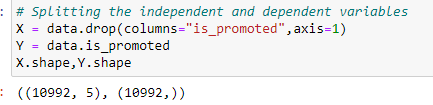 : # Splitting the independent and dependent variables
X = data.drop(columns="is_promoted",axis=1)
Y = data.is_promoted
X.shape,Y.shape
: ((10992, 5), (10992,))